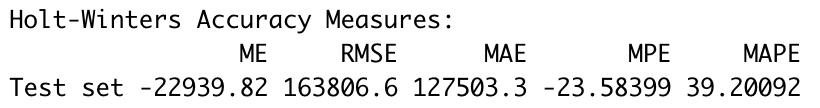 Holt-Winters Accuracy Measures:
ME RMSE MAE MPE MAPE
Test set -22939.82 163806.6 127503.3 -23.58399 39.20092